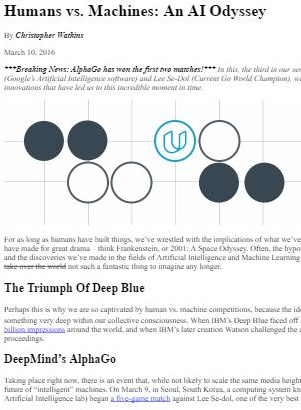 Humans vs. Machines: An AI Odyssey
By Christopher Watkins
March 10, 2016
***Breaking News: AlphaGo has won the first two matches!*** In this, the third in our ser
(Google's Artificial Intelligence software) and Lee Se-Dol (Current Go World Champion), we
innovations that have led us to this incredible moment in time.
For as long as humans have built things, we've wrestled with the implications of what we've
have made for great drama—think Frankenstein, or 2001: A Space Odyssey. Often, the hypo
and the discoveries we've made in the fields of Artificial Intelligence and Machine Learning
take over the world not such a fantastic thing to imagine any longer.
The Triumph Of Deep Blue
Perhaps this is why we are so captivated by human vs. machine competitions, because the ide
something very deep within our collective consciousness. When IBM's Deep Blue faced off
billion impressions around the world, and when IBM's later creation Watson challenged the
proceedings.
DeepMind's AlphaGo
Taking place right now, there is an event that, while not likely to scale the same media height
future of "intelligent" machines. On March 9, in Seoul, South Korea, a computer system kn
Artificial Intelligence lab) began a five-game match against Lee Se-dol, one of the very best